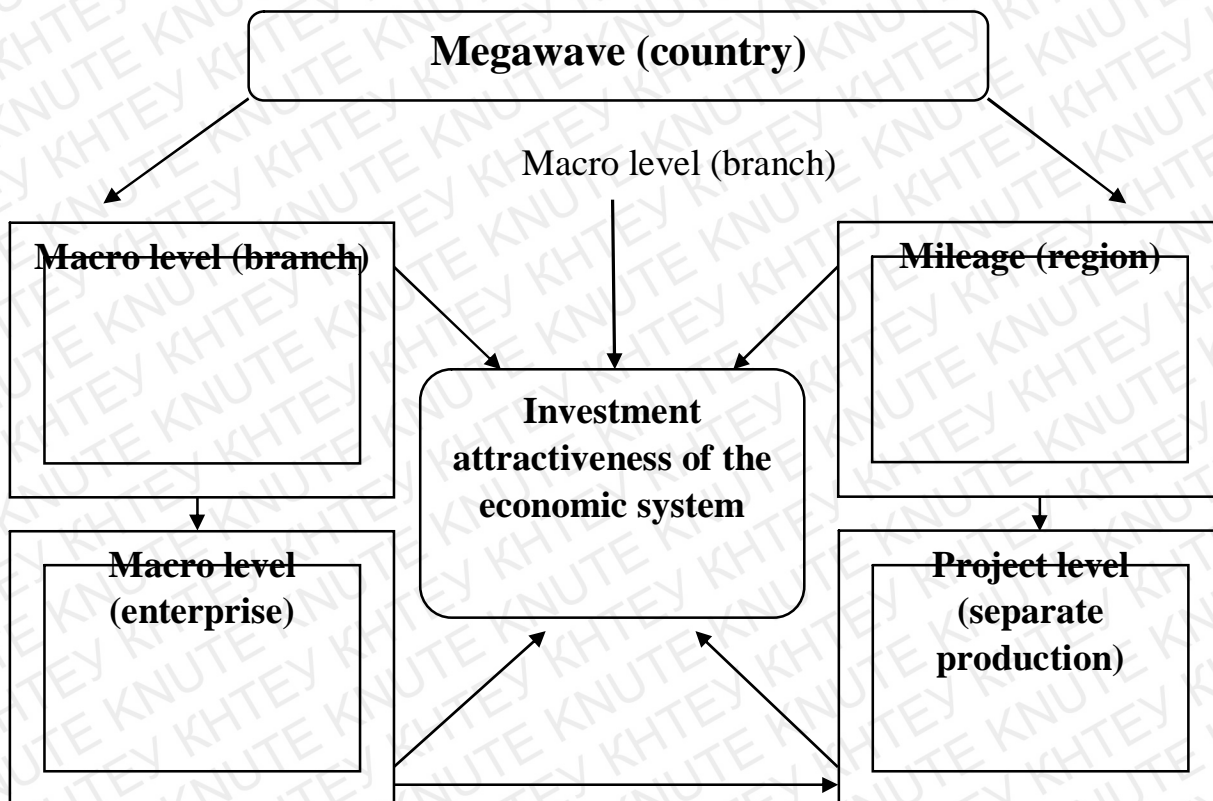 Megawave (country)
Macro level (branch)
Macro level (branch)
Mileage (region)
Investment
attractiveness of the
economic system
Macro level
(enterprise)
Project level
(separate
production)